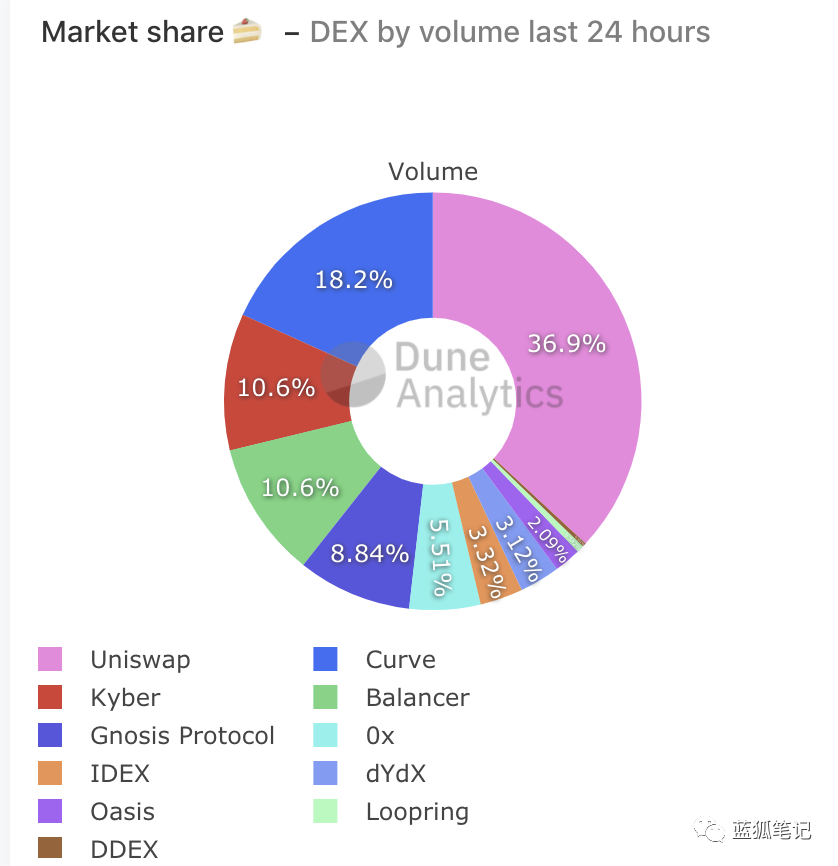 Market share 🍰 – DEX by volume last 24 hours
Volume
18.2%
36.9%
Dune
Analytics
10.6%
10.6%
8.84%
5.51%
3.32%
3.12%
2.09%
Uniswap
Curve
Kyber
Balancer
Gnosis Protocol
0x
IDEX
dYdX
Oasis
Loopring
DDEX
蓝狐笔记